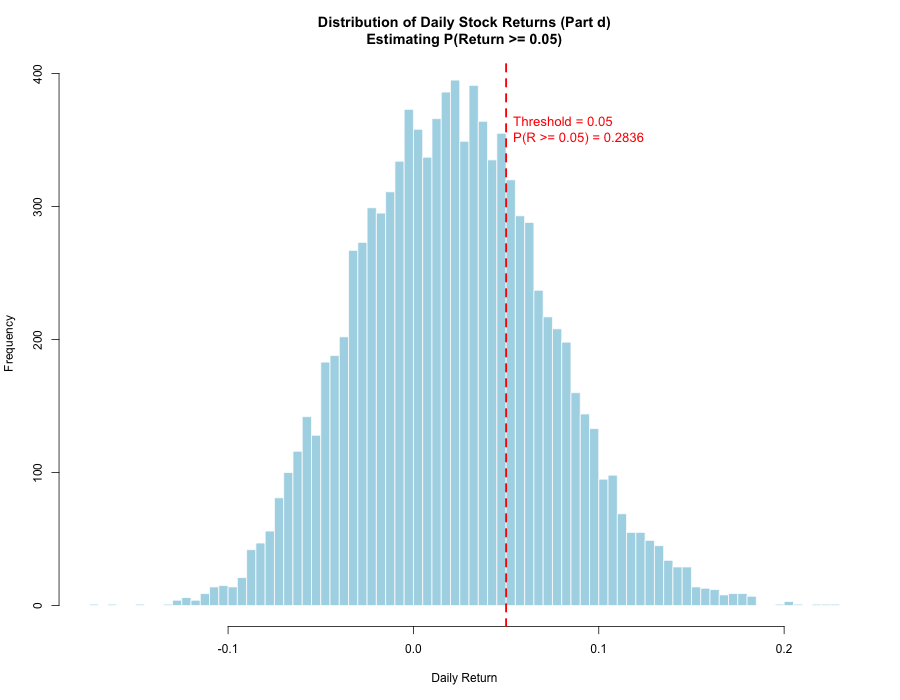 Distribution of Daily Stock Returns (Part d)
Estimating P(Return >= 0.05)
Threshold = 0.05
P(R >= 0.05) = 0.2836
Frequency
400
300
200
100
0
-0.1
0.0
0.1
0.2
Daily Return